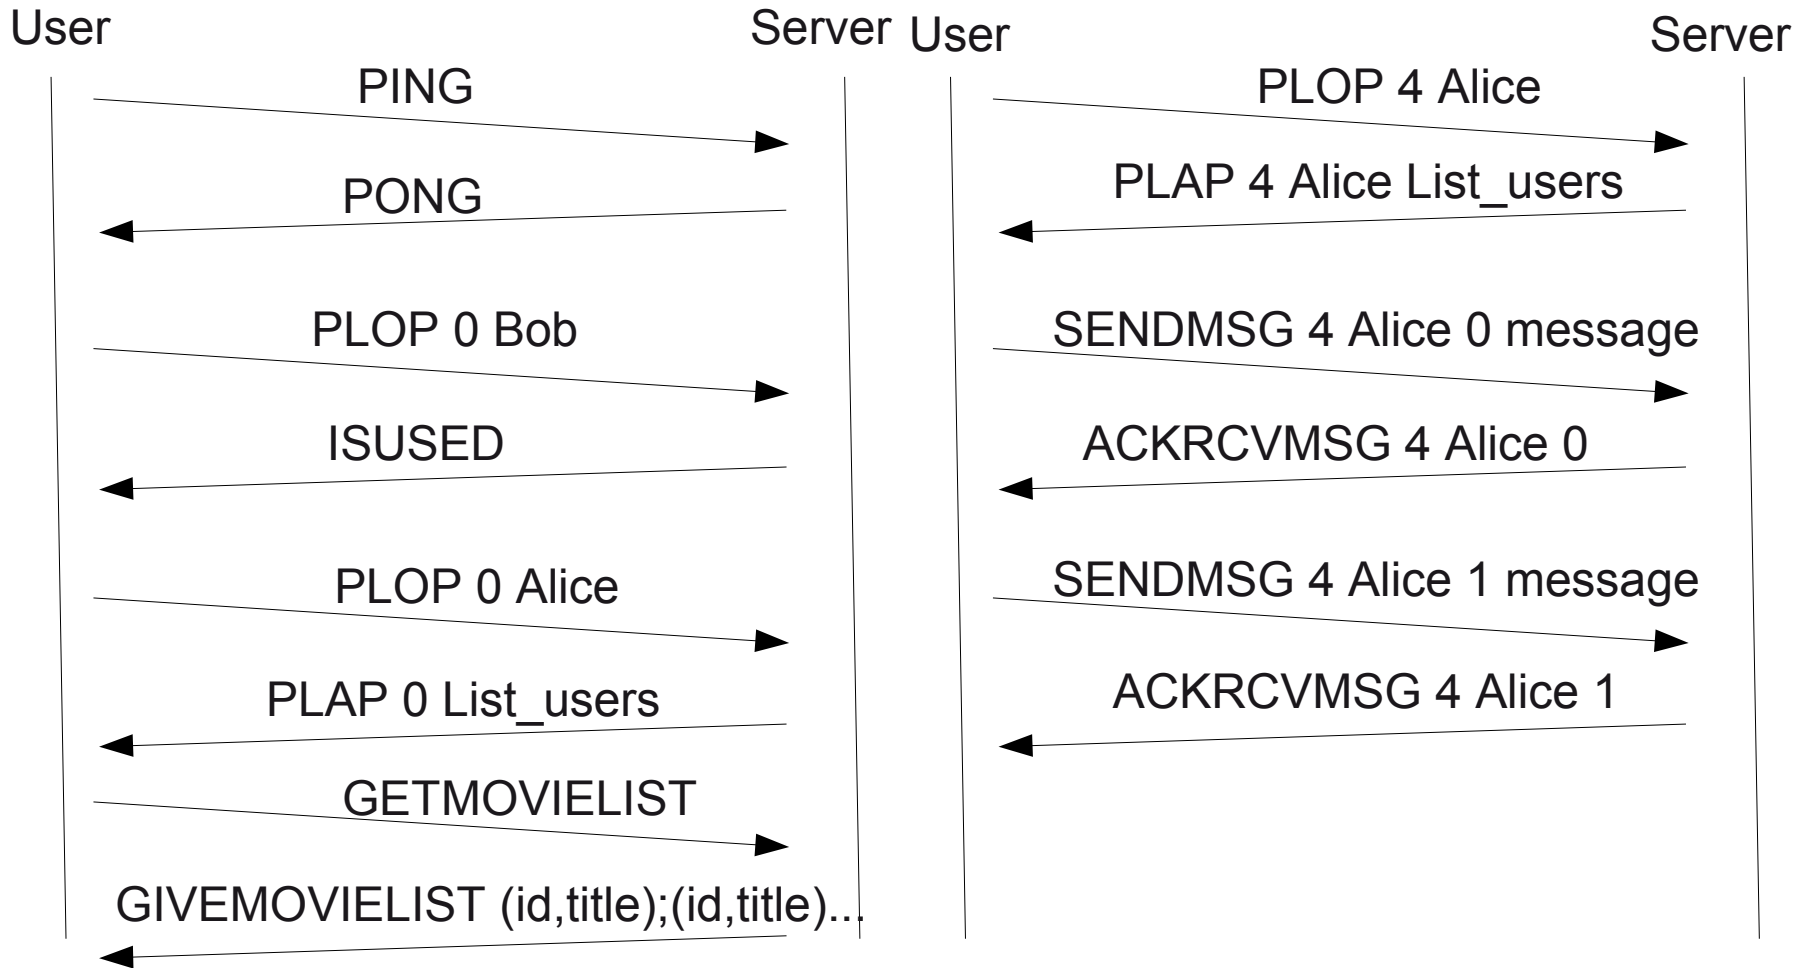 User
Server
PING
PONG
PLOP 0 Bob
ISUSED
PLOP 0 Alice
PLAP 0 List_users
GETMOVIELIST
GIVEMOVIELIST (id,title);(id,title)...
User
Server
PLOP 4 Alice
PLAP 4 Alice List_users
SENDMSG 4 Alice 0 message
ACKRCVMSG 4 Alice 0
SENDMSG 4 Alice 1 message
ACKRCVMSG 4 Alice 1